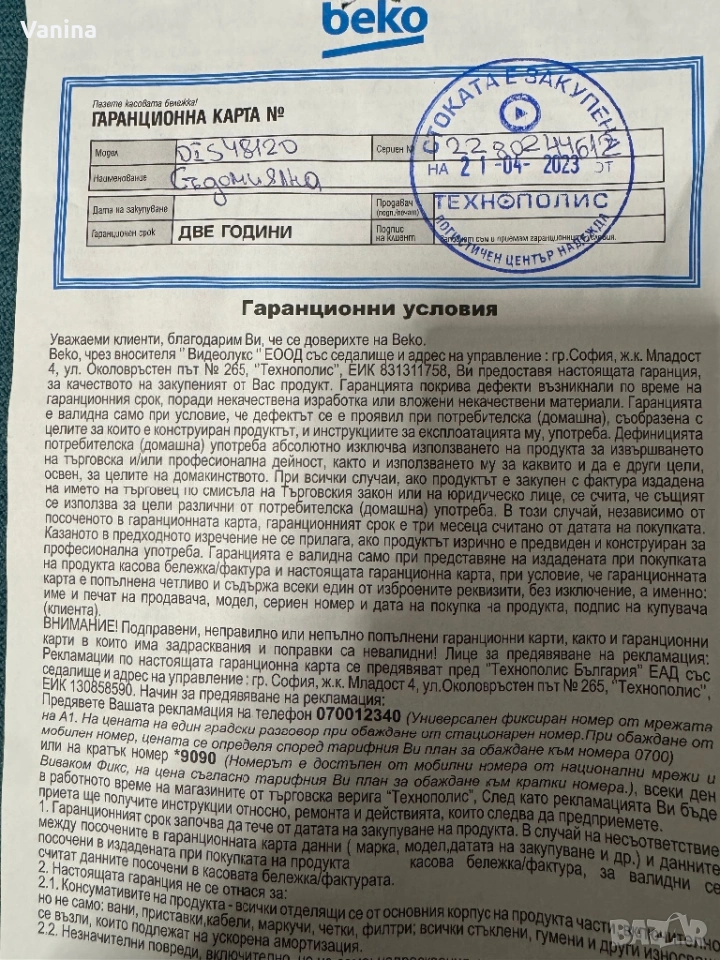 Vanina
beko
Пазете касовата бележка!
ГАРАНЦИОННА КАРТА №
Модел DIS48120 Сериен №
Наименование Съдомиялна
Дата на закупуване Продавач (подп./печат)
Гаранционен срок ДВЕ ГОДИНИ Подпис на клиент
СТОКАТА Е ЗАКУПЕНА
НА 21-04-2023 ОТ
ТЕХНОПОЛИС
ЛОГИСТИЧЕН ЦЕНТЪР НАДЕЖДА
Гаранционни условия
Уважаеми клиенти, благодарим Ви, че се доверихте на Beko.
Beko, чрез вносителя " Видеолукс " ЕООД със седалище и адрес на управление : гр.София, ж.к. Младост
4, ул. Околовръстен път № 265, "Технополис", ЕИК 831311758, Ви предоставя настоящата гаранция,
за качеството на закупеният от Вас продукт. Гаранцията покрива дефекти възникнали по време на
гаранционния срок, поради некачествена изработка или вложени некачествени материали. Гаранцията
е валидна само при условие, че дефектът се е проявил при потребителска (домашна), съобразена с
целите за които е конструиран продуктът, и инструкциите за експлоатацията му, употреба. Дефиницията
потребителска (домашна) употреба абсолютно изключва използването на продукта за извършването
на търговска и/или професионална дейност, както и използването му за каквито и да е други цели,
освен, за целите на домакинството. При всички случаи, ако продуктът е закупен с фактура издадена
на името на търговец по смисъла на Търговския закон или на юридическо лице, се счита, че същият
се използва за цели различни от потребителска (домашна) употреба. В този случай, независимо от
посоченото в гаранционната карта, гаранционният срок е три месеца считано от датата на покупката.
Казаното в предходното изречение не се прилага, ако продуктът изрично е предвиден и конструиран за
професионална употреба. Гаранцията е валидна само при представяне на издадената при покупката
на продукта касова бележка/фактура и настоящата гаранционна карта, при условие, че гаранционната
карта е попълнена четливо и съдържа всеки един от изброените реквизити, без изключение, а именно:
име и печат на продавача, модел, сериен номер и дата на покупка на продукта, подпис на купувача
(клиента).
ВНИМАНИЕ! Подправени, неправилно или непълно попълнени гаранционни карти, както и гаранционни
карти в които има задрасквания и поправки са невалидни! Лице за предявяване на рекламация:
Рекламации по настоящата гаранционна карта се предявяват пред "Технополис България" ЕАД със
седалище и адрес на управление : гр. София, ж.к. Младост 4, ул.Околовръстен път № 265, "Технополис",
ЕИК 130858590. Начин за предявяване на рекламация:
Предявете Вашата рекламация на телефон 070012340 (Универсален фиксиран номер от мрежата
на А1. На цената на един градски разговор при обаждане от стационарен номер.При обаждане от
мобилен номер, цената се определя според тарифния Ви план за обаждане към номера 0700)
или на кратък номер *9090 (Номерът е достъпен от мобилни номера от национални мрежи и
Виваком Фикс, на цена съгласно тарифния Ви план за обаждане към кратки номера.), всеки ден
в работното време на магазините от търговска верига "Технополис", След като рекламацията Ви бъде
приета ще получите инструкции относно, ремонта и действията, които следва да предприемете.
1. Гаранционният срок започва да тече от датата на закупуване на продукта. В случай на несъответствие
между посочените в гаранционната карта данни ( марка, модел,датата на закупуване и др.) и данните
посочени в издадената при покупката на продукта касова бележка/фактура, за валидни се
считат данните посочени в касовата бележка/фактурата.
2. Настоящата гаранция не се отнася за:
2.1. Консумативите на продукта - всички отделящи се от основния корпус на продукта части
но не само: вани, приставки,кабели, маркучи, четки, филтри; всички стъклени, гумени и други
се възли, които подлежат на ускорена амортизация.
2.2. Незначителни повреди, включително, но не само
BAZAR